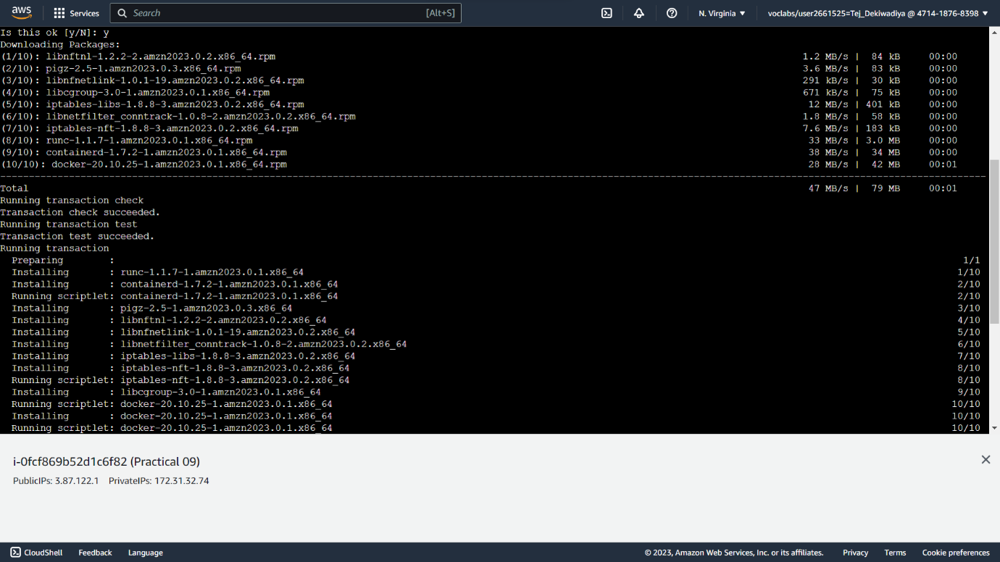 aws Services Search [Alt+S] N. Virginia ▼ voclabs/user2661525=Tej_Dekiwadiya @ 4714-1876-8398 ▼
Is this ok [y/N]: y
Downloading Packages:
(1/10): libnftnl-1.2.2-2.amzn2023.0.2.x86_64.rpm 1.2 MB/s | 84 kB 00:00
(2/10): pigz-2.5-1.amzn2023.0.3.x86_64.rpm 3.6 MB/s | 83 kB 00:00
(3/10): libnfnetlink-1.0.1-19.amzn2023.0.2.x86_64.rpm 291 kB/s | 30 kB 00:00
(4/10): libcgroup-3.0-1.amzn2023.0.1.x86_64.rpm 671 kB/s | 75 kB 00:00
(5/10): iptables-libs-1.8.8-3.amzn2023.0.2.x86_64.rpm 12 MB/s | 401 kB 00:00
(6/10): libnetfilter_conntrack-1.0.8-2.amzn2023.0.2.x86_64.rpm 1.8 MB/s | 58 kB 00:00
(7/10): iptables-nft-1.8.8-3.amzn2023.0.2.x86_64.rpm 7.6 MB/s | 183 kB 00:00
(8/10): runc-1.1.7-1.amzn2023.0.1.x86_64.rpm 33 MB/s | 3.0 MB 00:00
(9/10): containerd-1.7.2-1.amzn2023.0.1.x86_64.rpm 38 MB/s | 34 MB 00:00
(10/10): docker-20.10.25-1.amzn2023.0.1.x86_64.rpm 28 MB/s | 42 MB 00:01
Total 47 MB/s | 79 MB 00:01
Running transaction check
Transaction check succeeded.
Running transaction test
Transaction test succeeded.
Running transaction
Preparing : 1/1
Installing : runc-1.1.7-1.amzn2023.0.1.x86_64 1/10
Installing : containerd-1.7.2-1.amzn2023.0.1.x86_64 2/10
Running scriptlet: containerd-1.7.2-1.amzn2023.0.1.x86_64 2/10
Installing : pigz-2.5-1.amzn2023.0.3.x86_64 3/10
Installing : libnftnl-1.2.2-2.amzn2023.0.2.x86_64 4/10
Installing : libnfnetlink-1.0.1-19.amzn2023.0.2.x86_64 5/10
Installing : libnetfilter_conntrack-1.0.8-2.amzn2023.0.2.x86_64 6/10
Installing : iptables-libs-1.8.8-3.amzn2023.0.2.x86_64 7/10
Installing : iptables-nft-1.8.8-3.amzn2023.0.2.x86_64 8/10
Running scriptlet: iptables-nft-1.8.8-3.amzn2023.0.2.x86_64 8/10
Installing : libcgroup-3.0-1.amzn2023.0.1.x86_64 9/10
Running scriptlet: docker-20.10.25-1.amzn2023.0.1.x86_64 10/10
Installing : docker-20.10.25-1.amzn2023.0.1.x86_64 10/10
Running scriptlet: docker-20.10.25-1.amzn2023.0.1.x86_64 10/10
i-0fcf869b52d1c6f82 (Practical 09)
PublicIPs: 3.87.122.1 PrivateIPs: 172.31.32.74
CloudShell Feedback Language © 2023, Amazon Web Services, Inc. or its affiliates. Privacy Terms Cookie preferences